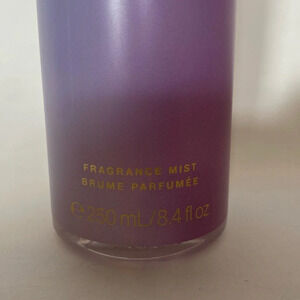 FRAGRANCE MIST
BRUME PARFUMÉE
℮ 250 mL/8.4 fl oz